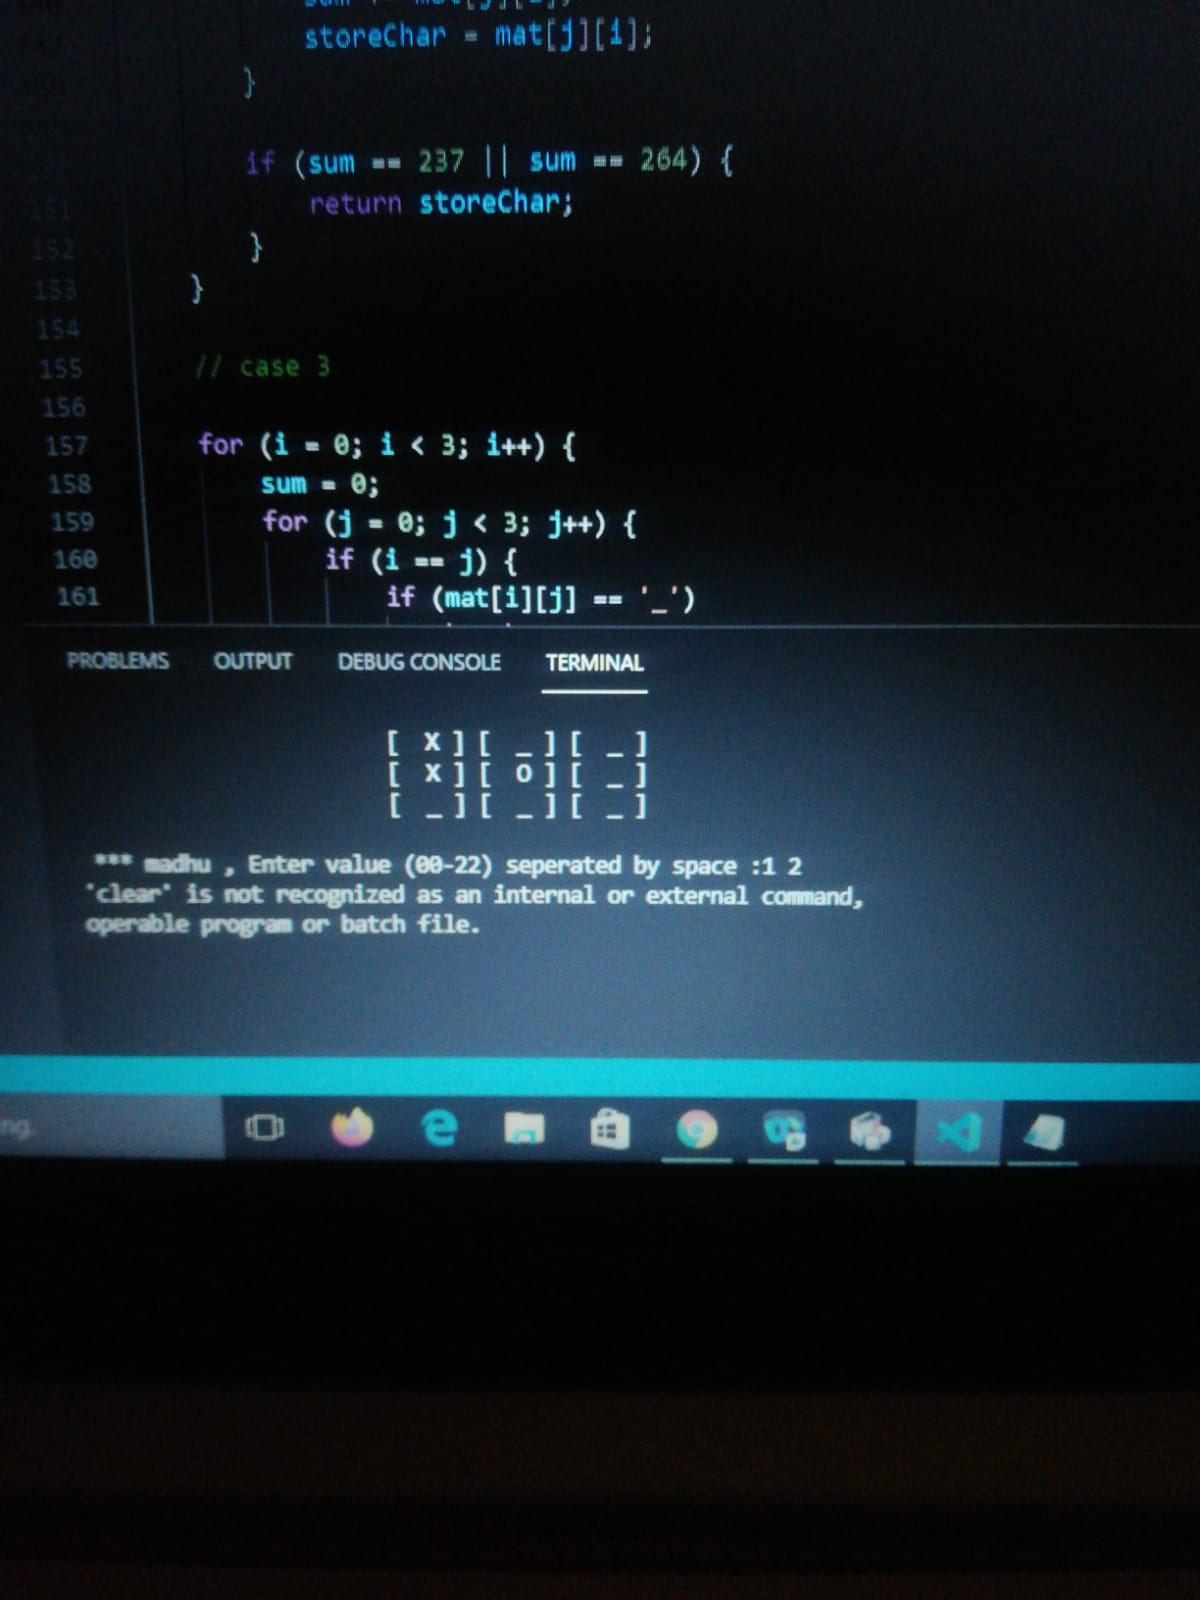 storeChar = mat[j][i];
}
if (sum == 237 || sum == 264) {
151 return storeChar;
152 }
153 }
154
155 // case 3
156
157 for (i = 0; i < 3; i++) {
158 sum = 0;
159 for (j = 0; j < 3; j++) {
160 if (i == j) {
161 if (mat[i][j] == '_')
PROBLEMS OUTPUT DEBUG CONSOLE TERMINAL
[ X][ _][ _]
[ X][ O][ _]
[ _][ _][ _]
*** madhu , Enter value (00-22) seperated by space :1 2
'clear' is not recognized as an internal or external command,
operable program or batch file.
ng.